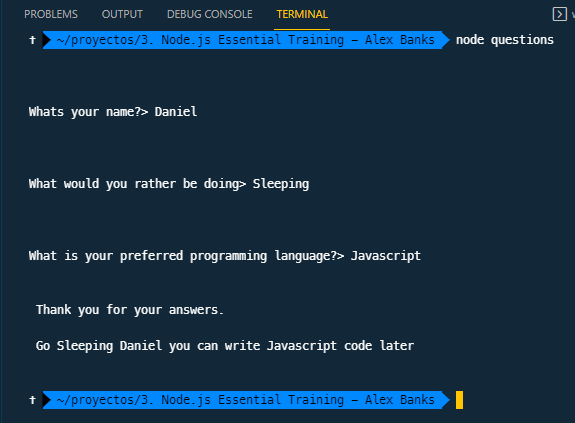 PROBLEMS OUTPUT DEBUG CONSOLE TERMINAL
† ~/proyectos/3. Node.js Essential Training – Alex Banks node questions
Whats your name?> Daniel
What would you rather be doing> Sleeping
What is your preferred programming language?> Javascript
Thank you for your answers.
Go Sleeping Daniel you can write Javascript code later
† ~/proyectos/3. Node.js Essential Training – Alex Banks